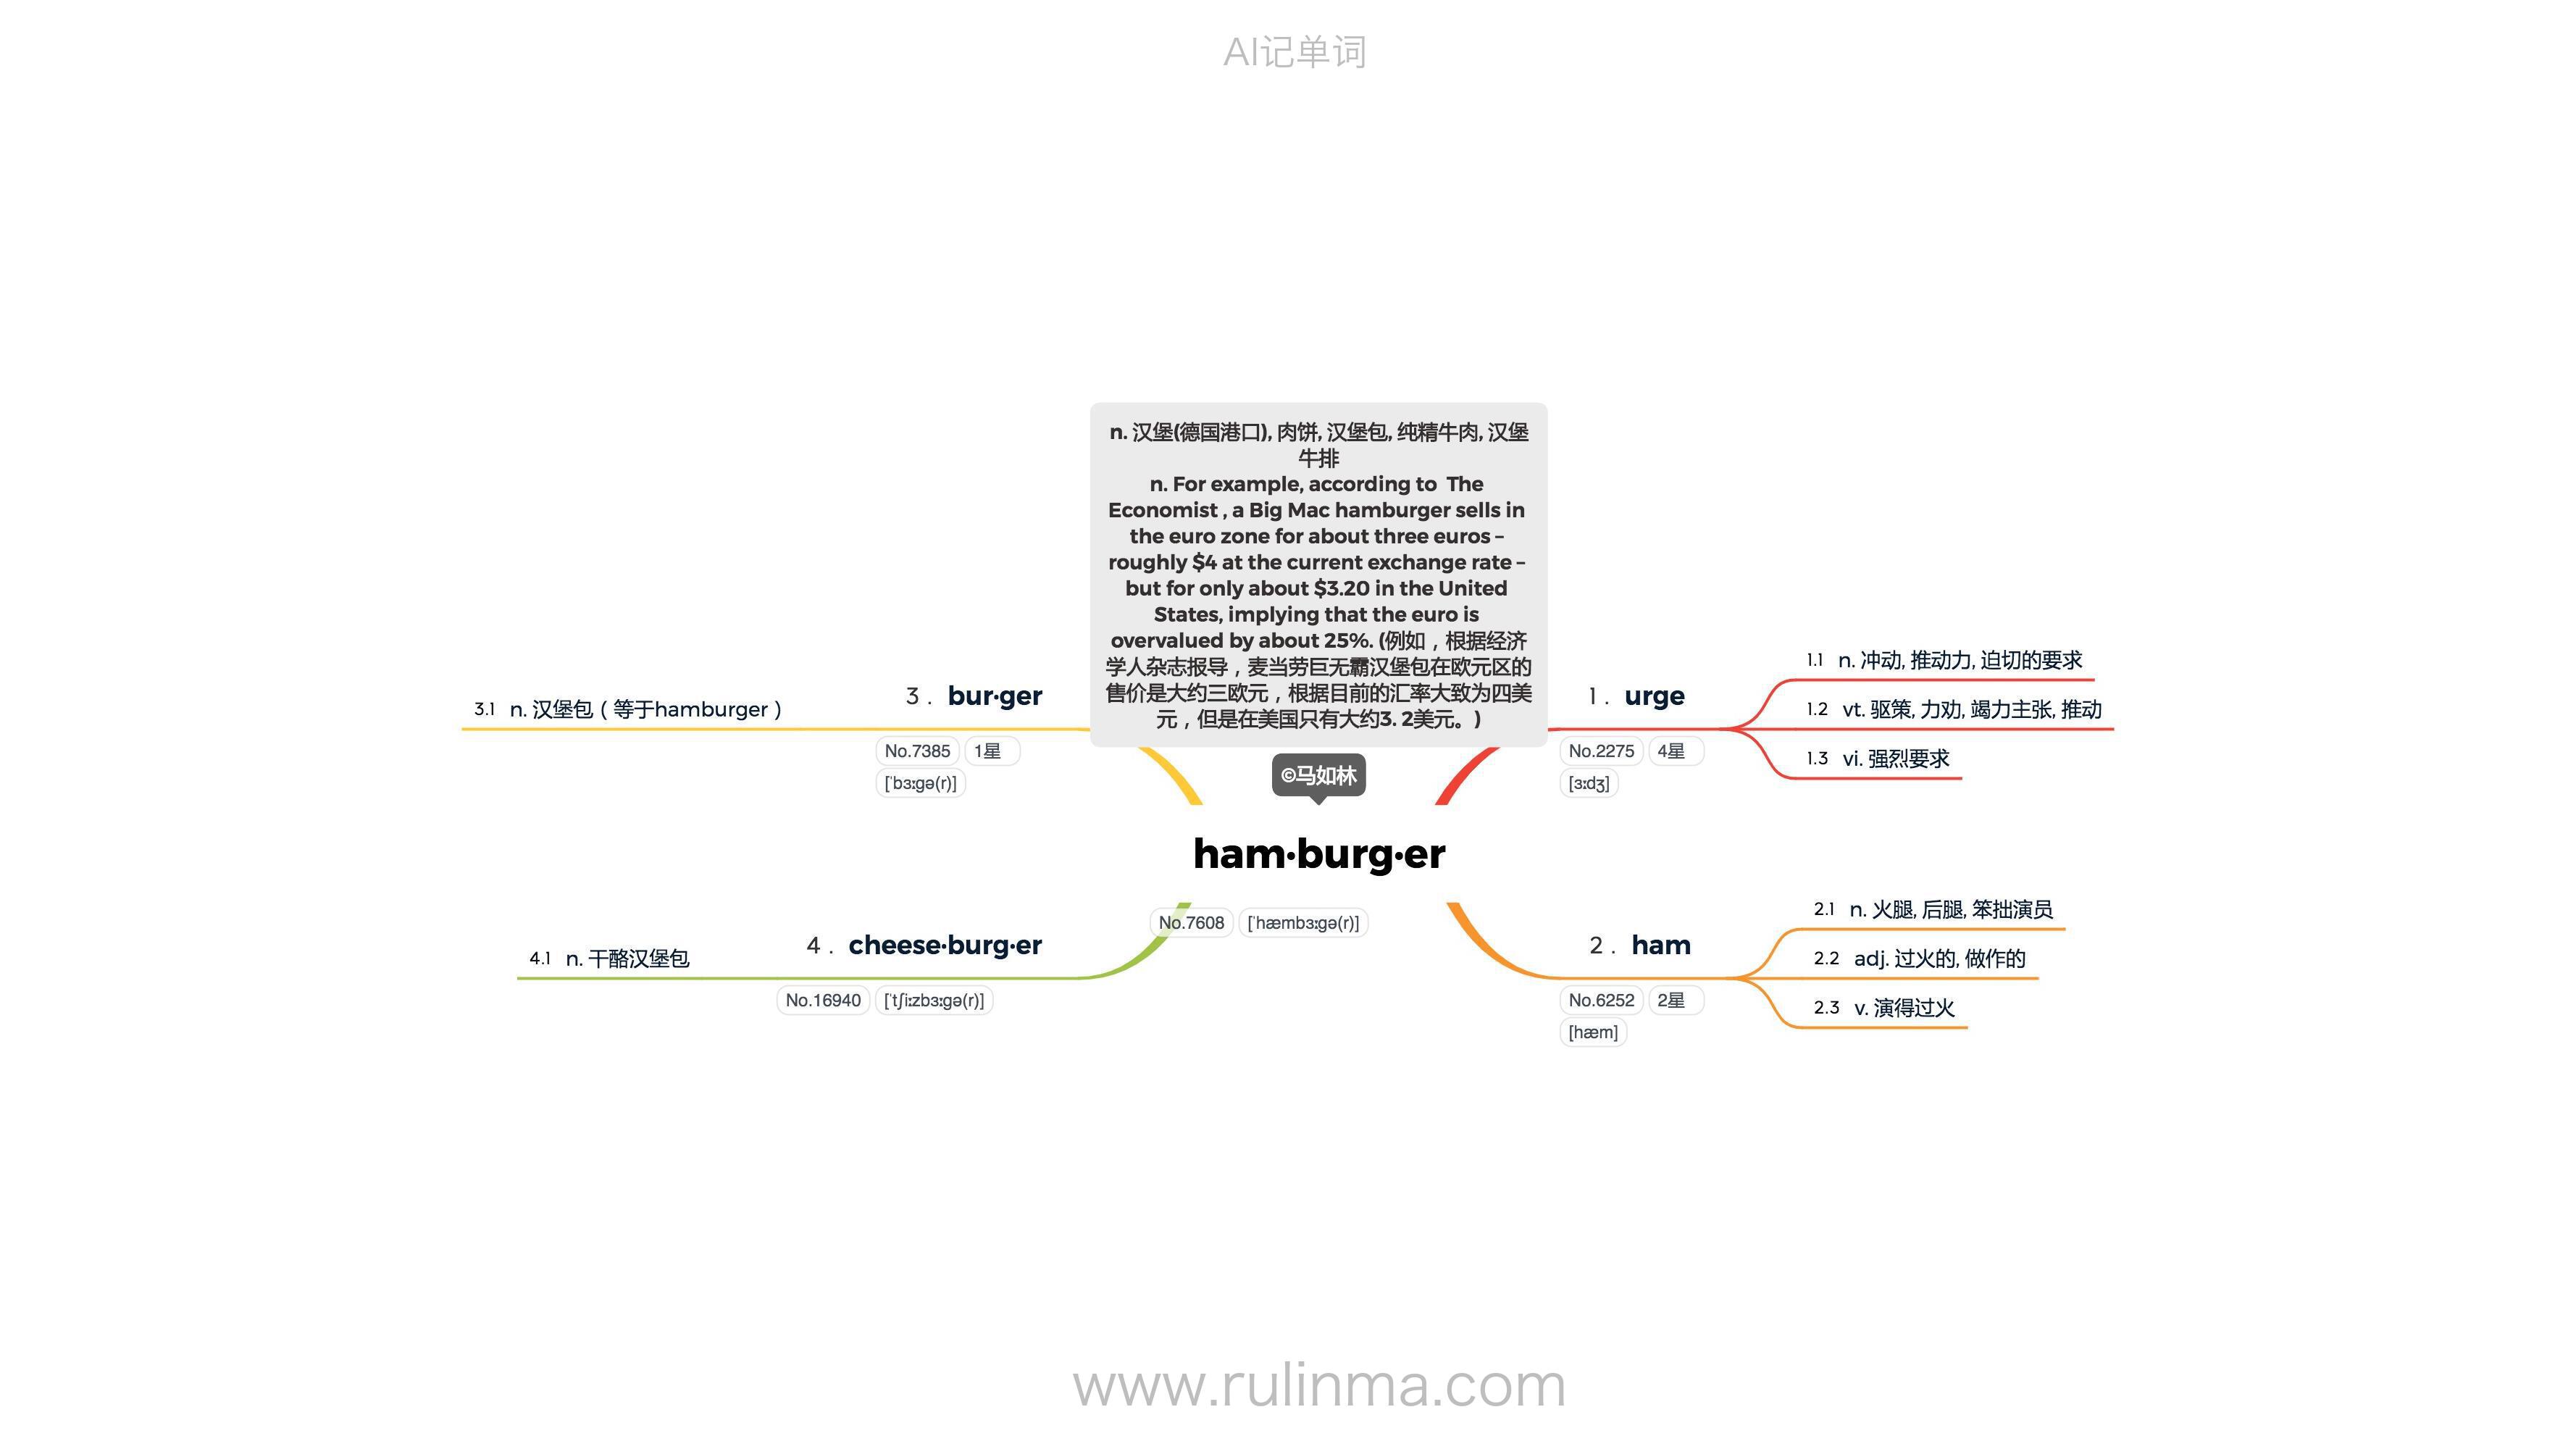 AI记单词
n. 汉堡(德国港口), 肉饼, 汉堡包, 纯精牛肉, 汉堡
牛排
n. For example, according to  The
Economist , a Big Mac hamburger sells in
the euro zone for about three euros –
roughly $4 at the current exchange rate –
but for only about $3.20 in the United
States, implying that the euro is
overvalued by about 25%. (例如，根据经济
学人杂志报导，麦当劳巨无霸汉堡包在欧元区的
售价是大约三欧元，根据目前的汇率大致为四美
元，但是在美国只有大约3. 2美元。)
©马如林
ham·burg·er
No.7608 [ˈhæmbɜːgə(r)]
1. urge
No.2275 4星
[ɜːdʒ]
1.1 n. 冲动, 推动力, 迫切的要求
1.2 vt. 驱策, 力劝, 竭力主张, 推动
1.3 vi. 强烈要求
2. ham
No.6252 2星
[hæm]
2.1 n. 火腿, 后腿, 笨拙演员
2.2 adj. 过火的, 做作的
2.3 v. 演得过火
3. bur·ger
No.7385 1星
[ˈbɜːgə(r)]
3.1 n. 汉堡包（等于hamburger）
4. cheese·burg·er
No.16940 [ˈtʃiːzbɜːgə(r)]
4.1 n. 干酪汉堡包
www.rulinma.com